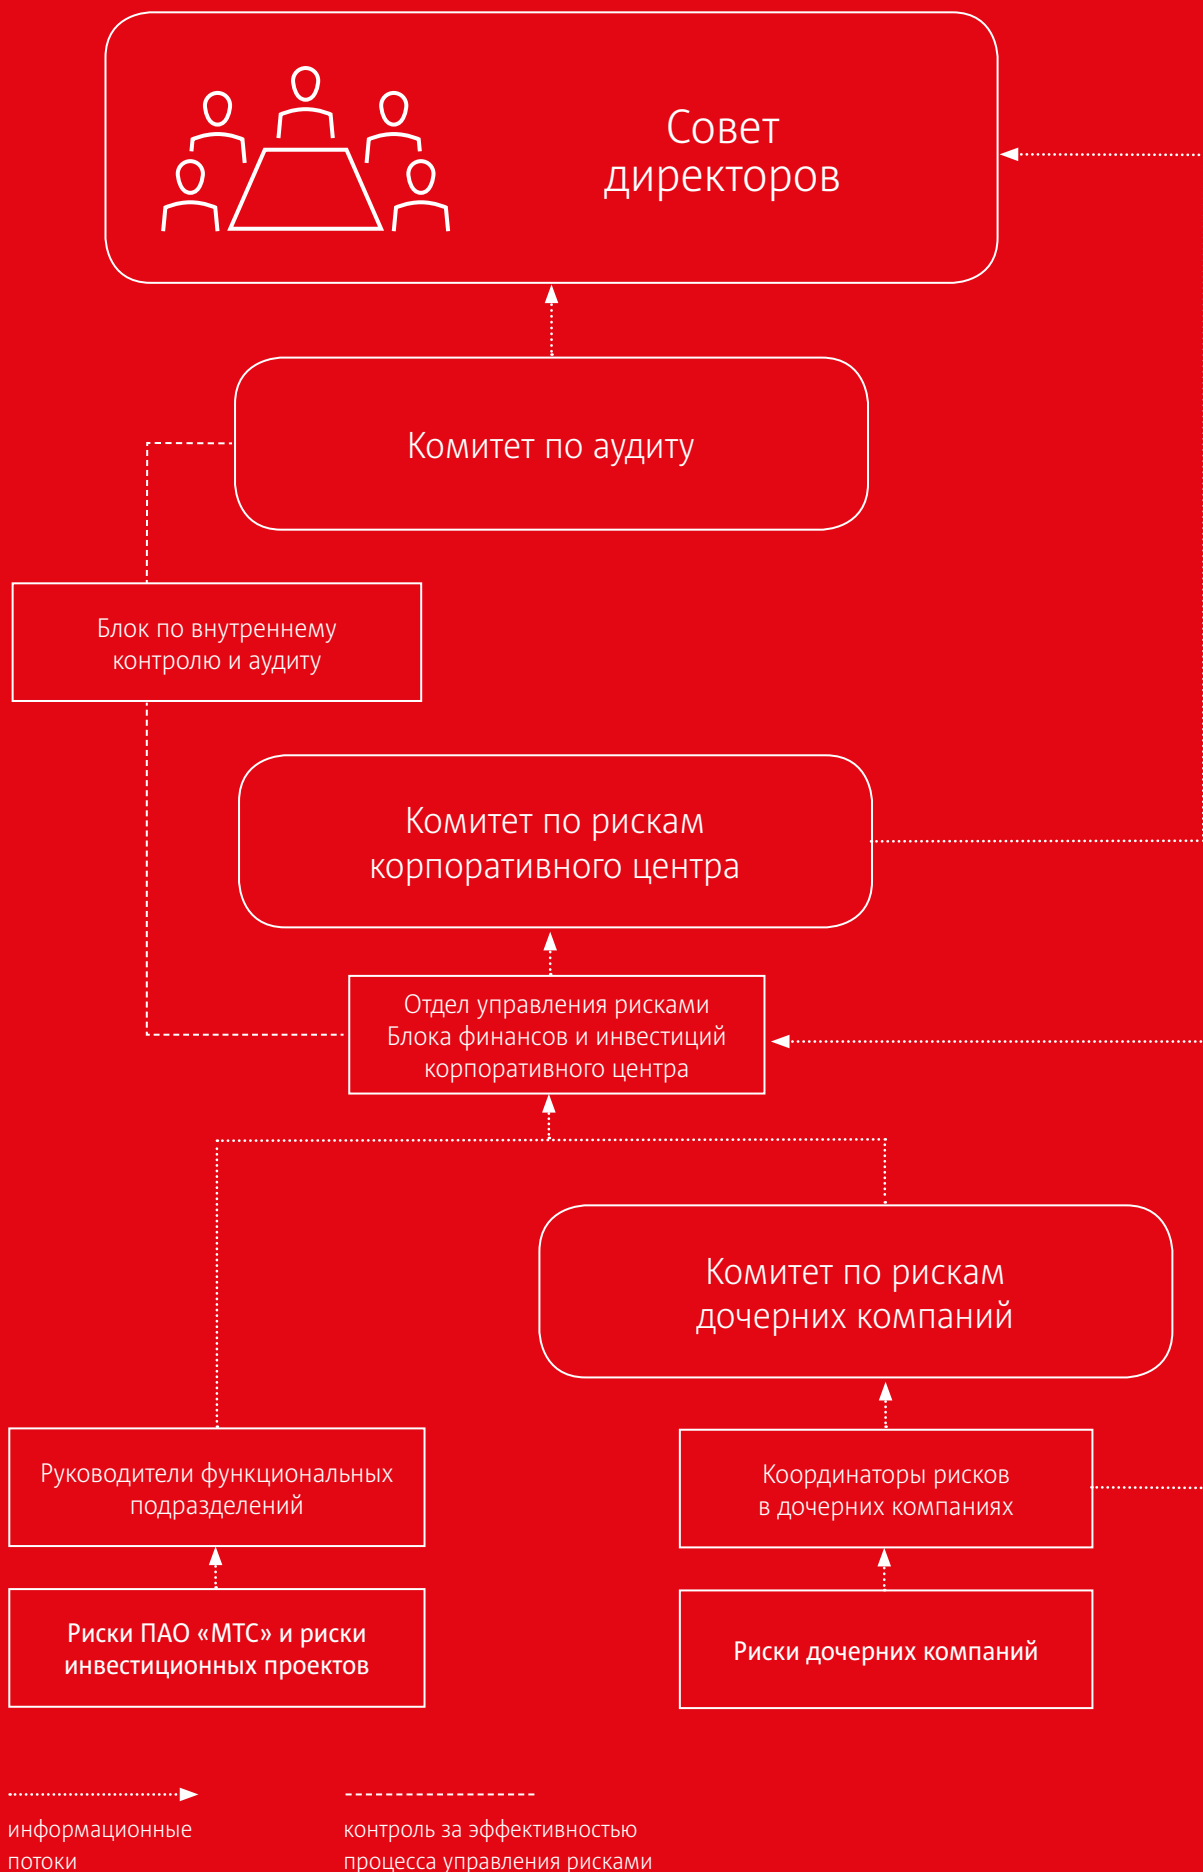 Совет
директоров
Комитет по аудиту
Блок по внутреннему
контролю и аудиту
Комитет по рискам
корпоративного центра
Отдел управления рисками
Блока финансов и инвестиций
корпоративного центра
Комитет по рискам
дочерних компаний
Руководители функциональных
подразделений
Координаторы рисков
в дочерних компаниях
Риски ПАО «МТС» и риски
инвестиционных проектов
Риски дочерних компаний
информационные
потоки
контроль за эффективностью
процесса управления рисками